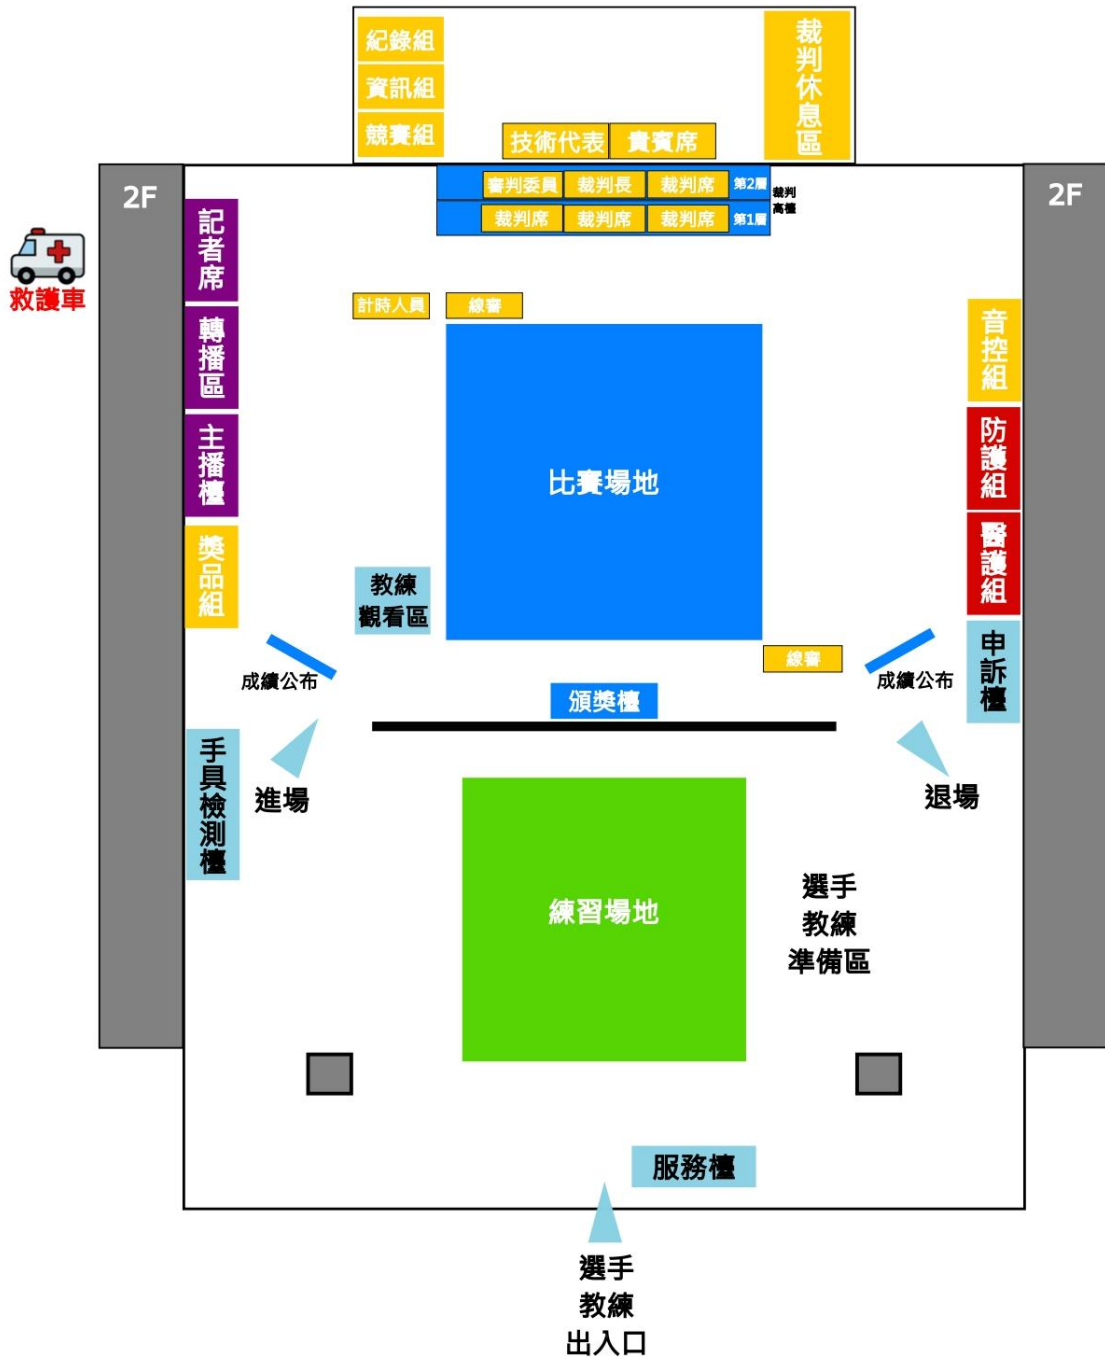 紀錄組
資訊組
競賽組
裁判休息區
技術代表
貴賓席
2F
2F
審判委員
裁判長
裁判席
第2層
裁判席
裁判席
裁判席
第1層
裁判
高檯
記者席
救護車
轉播區
主播檯
獎品組
計時人員
線審
音控組
防護組
醫護組
申訴檯
比賽場地
教練
觀看區
線審
成績公布
成績公布
頒獎檯
手具檢測檯
進場
退場
練習場地
選手
教練
準備區
服務檯
選手
教練
出入口